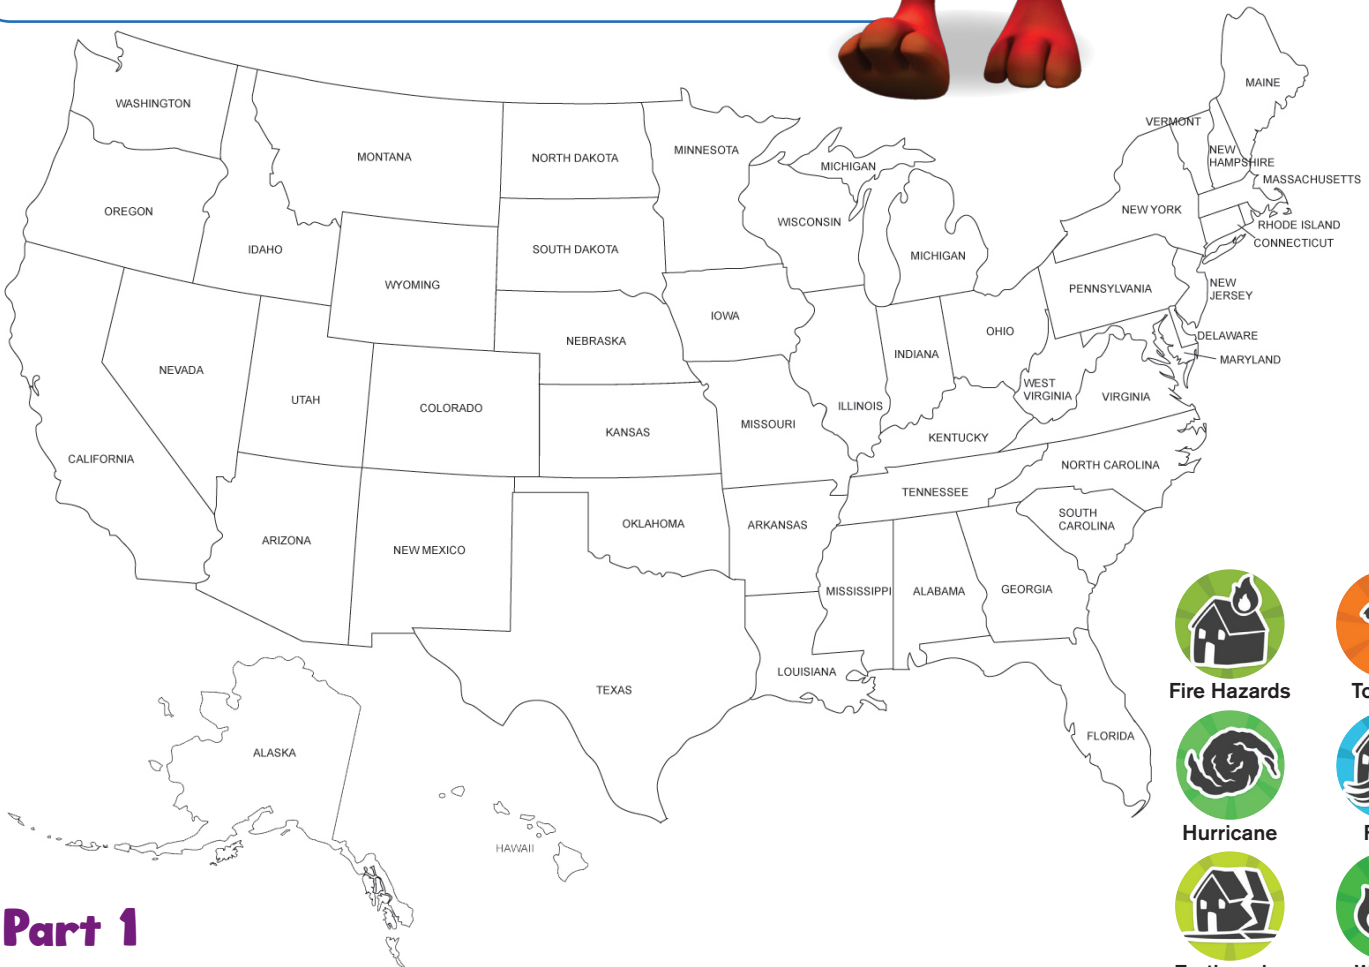 MAINE
WASHINGTON
VERMONT
MONTANA
NORTH DAKOTA
MINNESOTA
NEW
HAMPSHIRE
MICHIGAN
MASSACHUSETTS
OREGON
NEW YORK
WISCONSIN
RHODE ISLAND
CONNECTICUT
IDAHO
SOUTH DAKOTA
MICHIGAN
WYOMING
PENNSYLVANIA
NEW
JERSEY
IOWA
OHIO
DELAWARE
NEBRASKA
INDIANA
MARYLAND
NEVADA
WEST
VIRGINIA
VIRGINIA
UTAH
COLORADO
ILLINOIS
MISSOURI
KANSAS
KENTUCKY
CALIFORNIA
NORTH CAROLINA
TENNESSEE
SOUTH
CAROLINA
OKLAHOMA
ARKANSAS
ARIZONA
NEW MEXICO
MISSISSIPPI
ALABAMA
GEORGIA
LOUISIANA
TEXAS
Fire Hazards
FLORIDA
ALASKA
Hurricane
HAWAII
Part 1